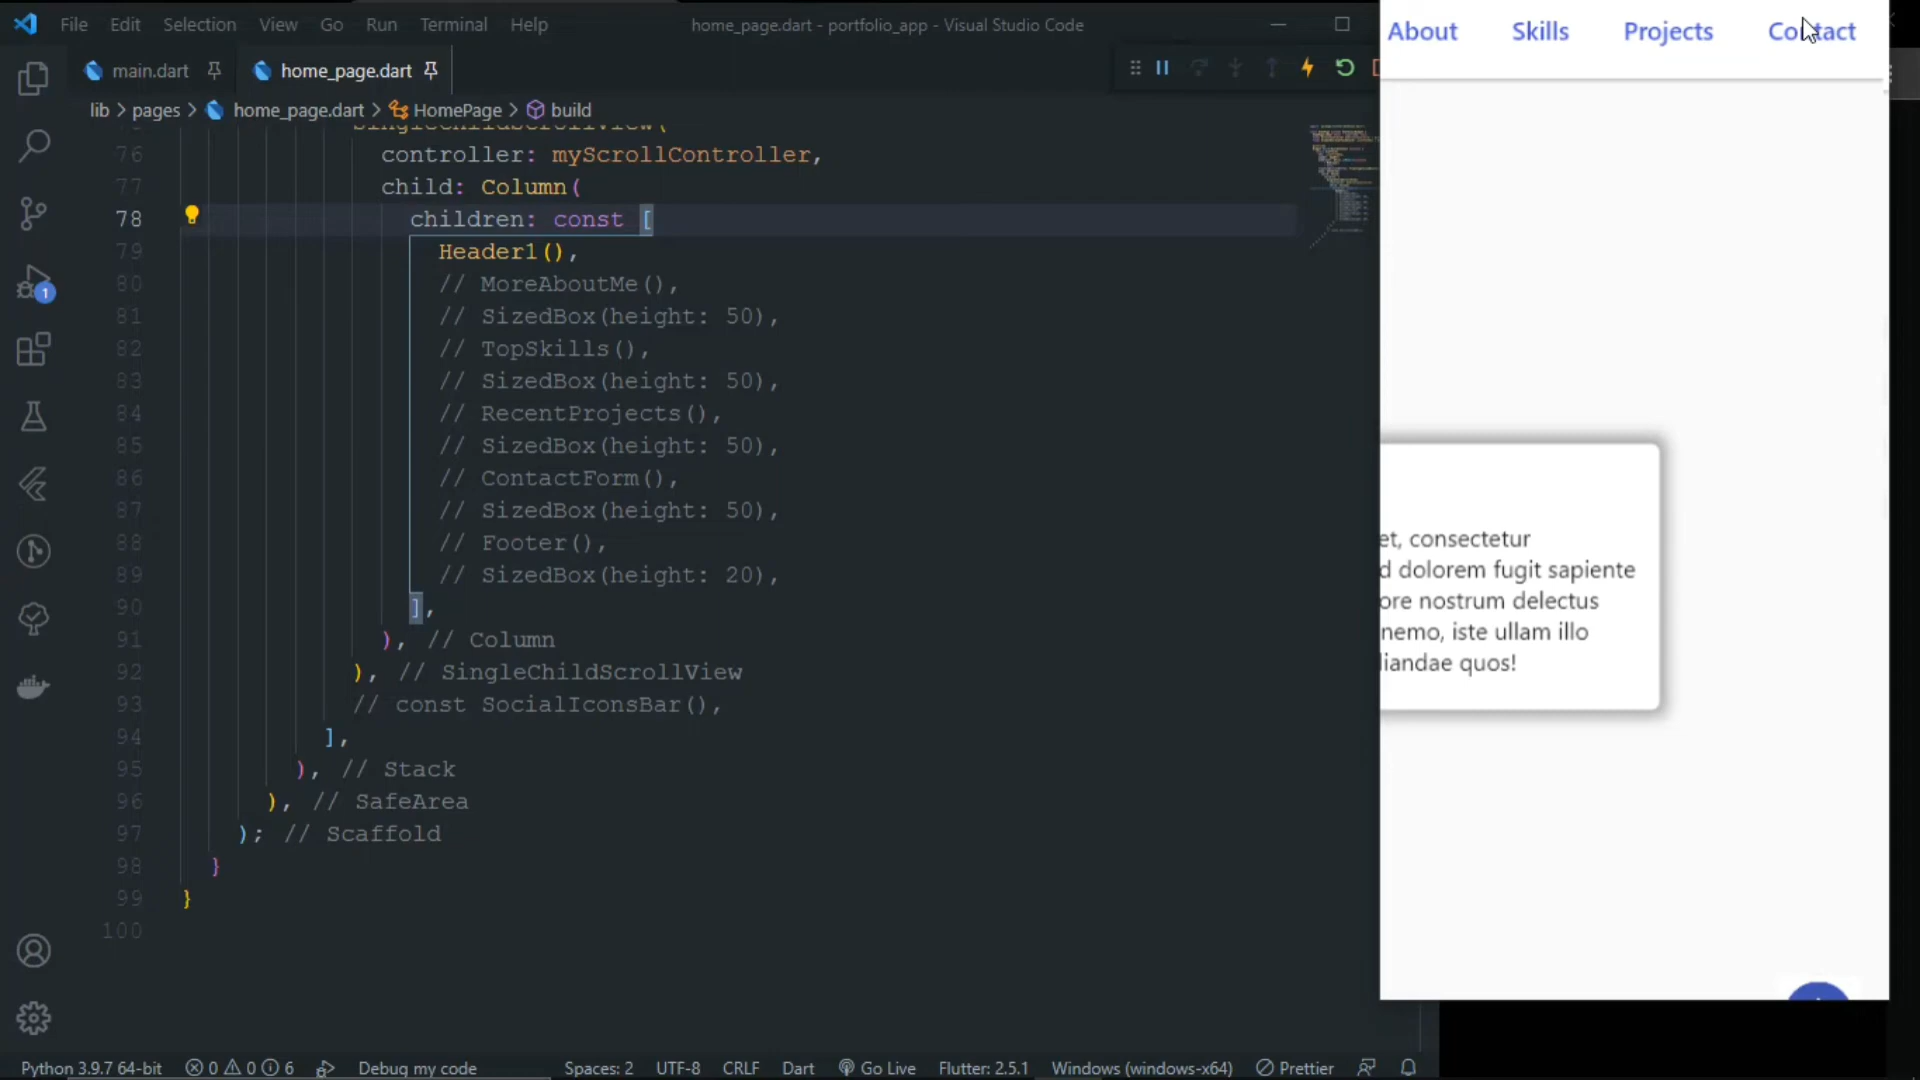 File Edit Selection View Go Run Terminal Help
home_page.dart - portfolio_app - Visual Studio Code
main.dart home_page.dart
lib > pages > home_page.dart > HomePage > build
SingleChildScrollView(
76 controller: myScrollController,
77 child: Column(
78 children: const [
79 Header1(),
80 // MoreAboutMe(),
81 // SizedBox(height: 50),
82 // TopSkills(),
83 // SizedBox(height: 50),
84 // RecentProjects(),
85 // SizedBox(height: 50),
86 // ContactForm(),
87 // SizedBox(height: 50),
88 // Footer(),
89 // SizedBox(height: 20),
90 ],
91 ), // Column
92 ), // SingleChildScrollView
93 // const SocialIconsBar(),
94 ],
95 ), // Stack
96 ), // SafeArea
97 ); // Scaffold
98 }
99 }
100
1
About Skills Projects Contact
et, consectetur
d dolorem fugit sapiente
ore nostrum delectus
nemo, iste ullam illo
liandae quos!
Python 3.9.7 64-bit 0 0 6 Debug my code Spaces: 2 UTF-8 CRLF Dart Go Live Flutter: 2.5.1 Windows (windows-x64) Prettier